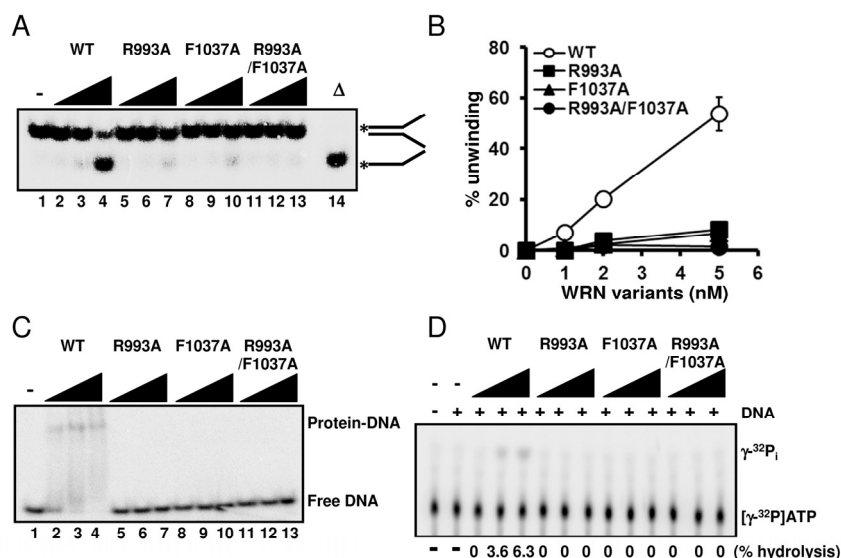 A
WT R993A F1037A R993A
/F1037A
- Δ
*
*
1 2 3 4 5 6 7 8 9 10 11 12 13 14
B
80
60
40
20
0
% unwinding
WT
R993A
F1037A
R993A/F1037A
0 1 2 3 4 5 6
WRN variants (nM)
C
WT R993A F1037A R993A
/F1037A
-
Protein-DNA
Free DNA
1 2 3 4 5 6 7 8 9 10 11 12 13
D
WT R993A F1037A R993A
/F1037A
- -
- + + + + + + + + + + + + + DNA
γ-³²Pi
[γ-³²P]ATP
- - 0 3.6 6.3 0 0 0 0 0 0 0 0 0 (% hydrolysis)